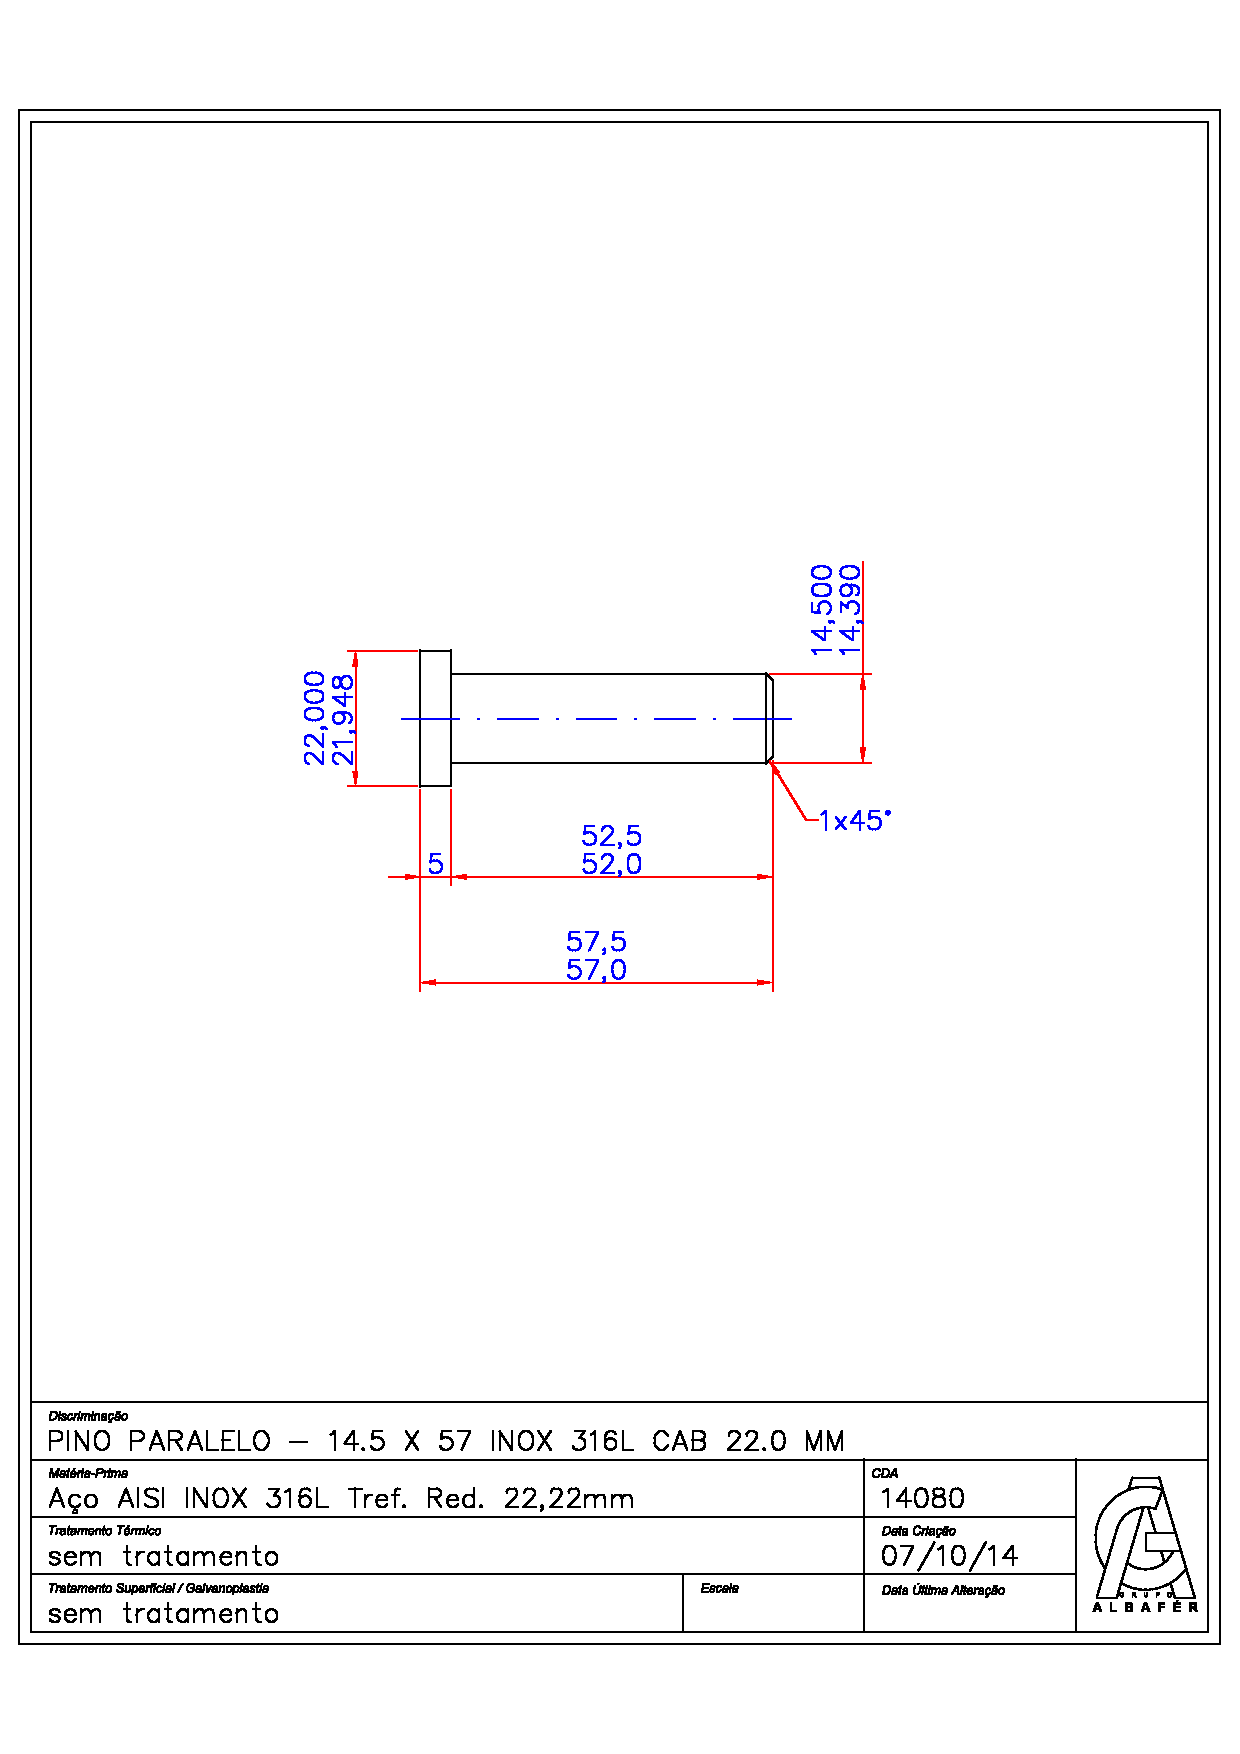 14,500
14,390
22,000
21,948
1x45°
52,5
5
52,0
57,5
57,0
Discriminação
PINO PARALELO – 14.5 X 57 INOX 316L CAB 22.0 MM
Matéria-Prima
Aço AISI INOX 316L Tref. Red. 22,22mm
CDA
14080
Tratamento Térmico
sem tratamento
Data Criação
07/10/14
Tratamento Superficial / Galvanoplastia
sem tratamento
Escala
Data Última Alteração
GRUPO
ALBAFÉR